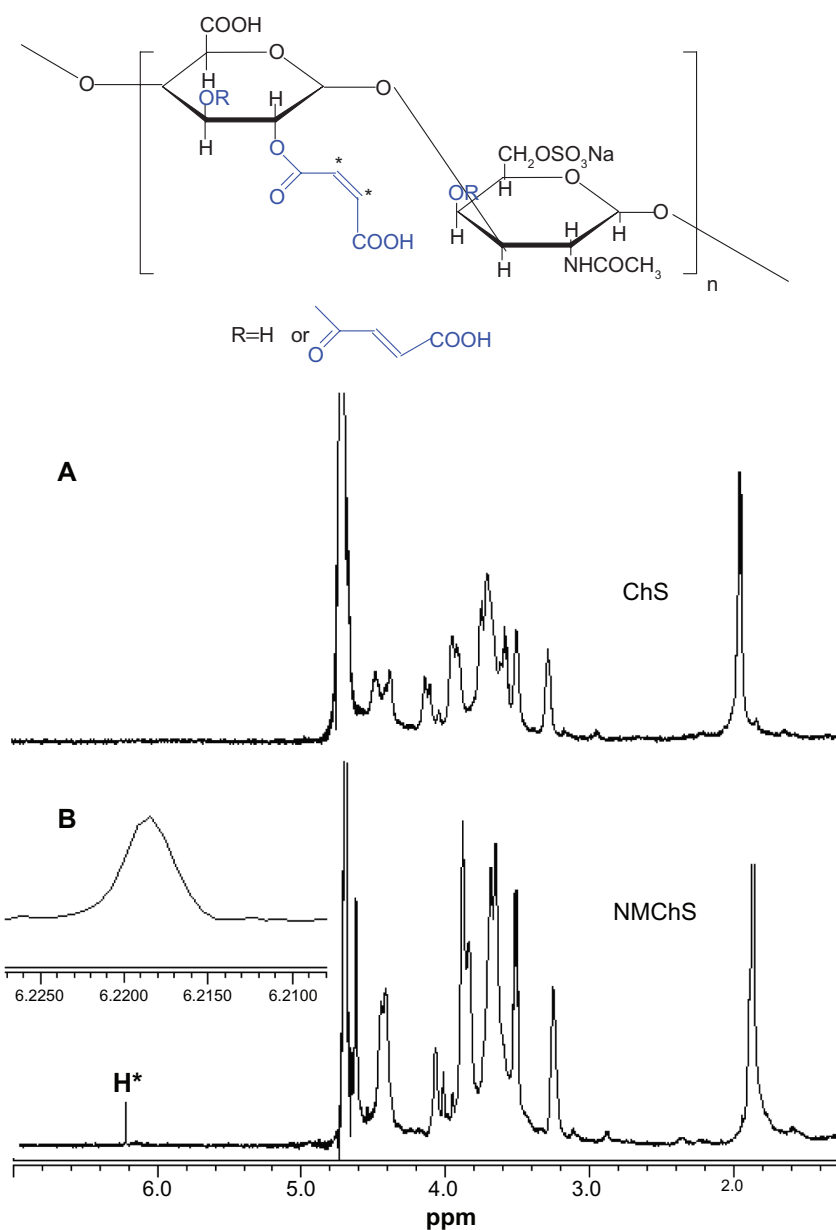 COOH
O
H
OR
H
H
O
O
O
O
COOH
*
*
n
CH2OSO3Na
O
OR
H
H
H
H
H
O
NHCOCH3
R=H or
O
COOH
A
ChS
B
NMChS
6.2250 6.2200 6.2150 6.2100
H*
6.0 5.0 4.0 3.0 2.0
ppm